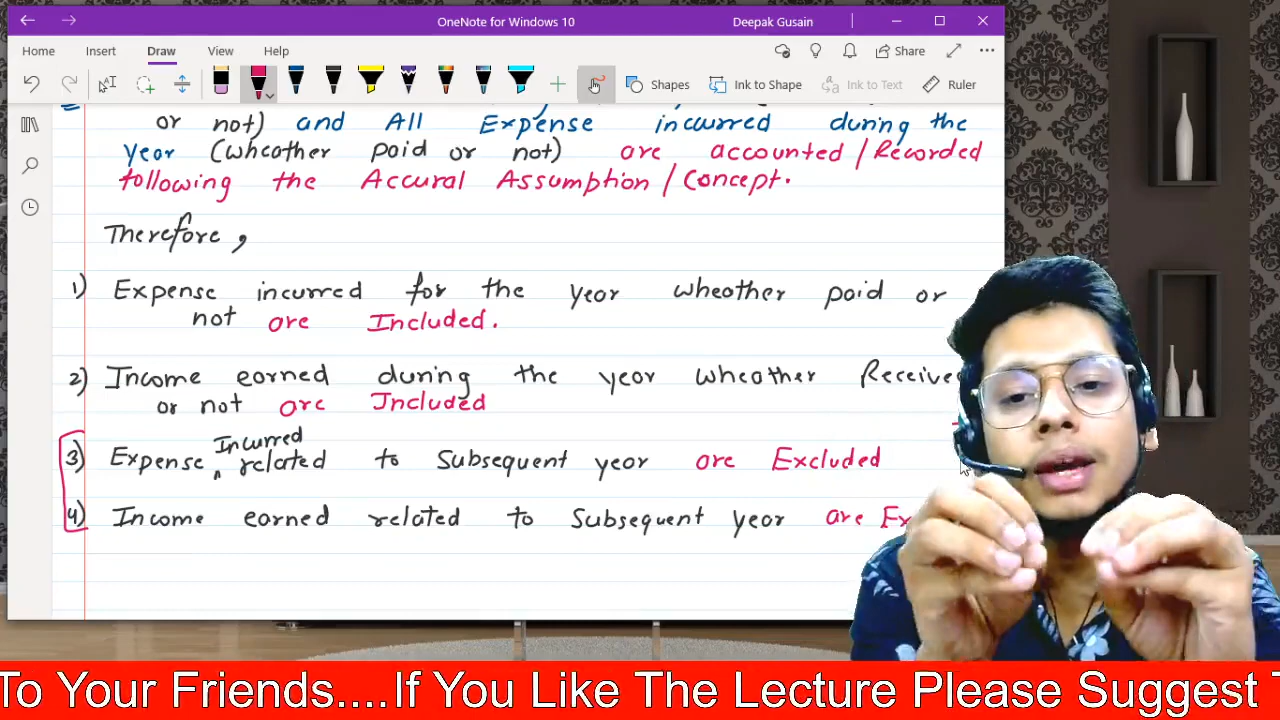 OneNote for Windows 10
Deepak Gusain
Home Insert Draw View Help
Share
Shapes Ink to Shape Ink to Text Ruler
or not) and All Expense incurred during the
year (wheather paid or not) are accounted/Recorded
following the Accural Assumption/Concept.
Therefore,
1) Expense incurred for the year wheather paid or
not are Included.
2) Income earned during the year wheather Receive
or not are Included
Incurred
3) Expense ^ related to Subsequent year are Excluded
4) Income earned related to Subsequent year are Ex
To Your Friends....If You Like The Lecture Please Suggest T